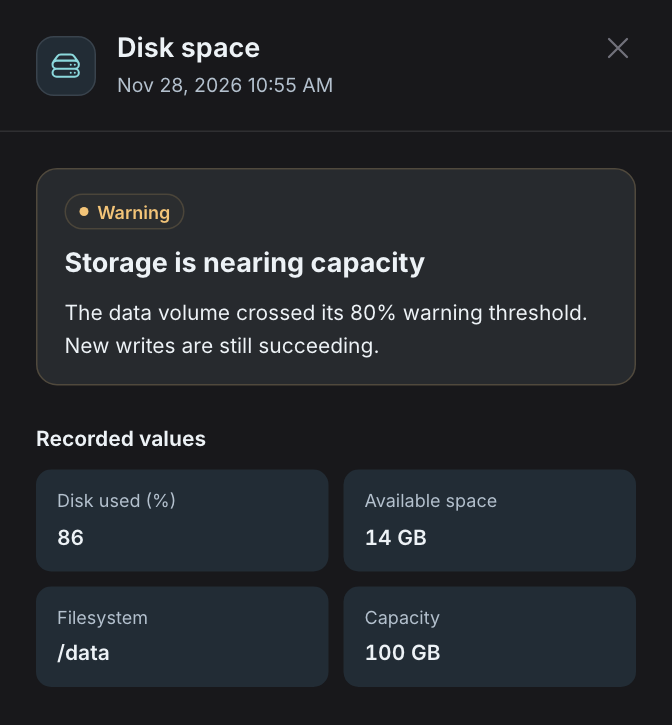 Disk space
Nov 28, 2026 10:55 AM
Warning
Storage is nearing capacity
The data volume crossed its 80% warning threshold.
New writes are still succeeding.
Recorded values
Disk used (%)
86
Available space
14 GB
Filesystem
/data
Capacity
100 GB